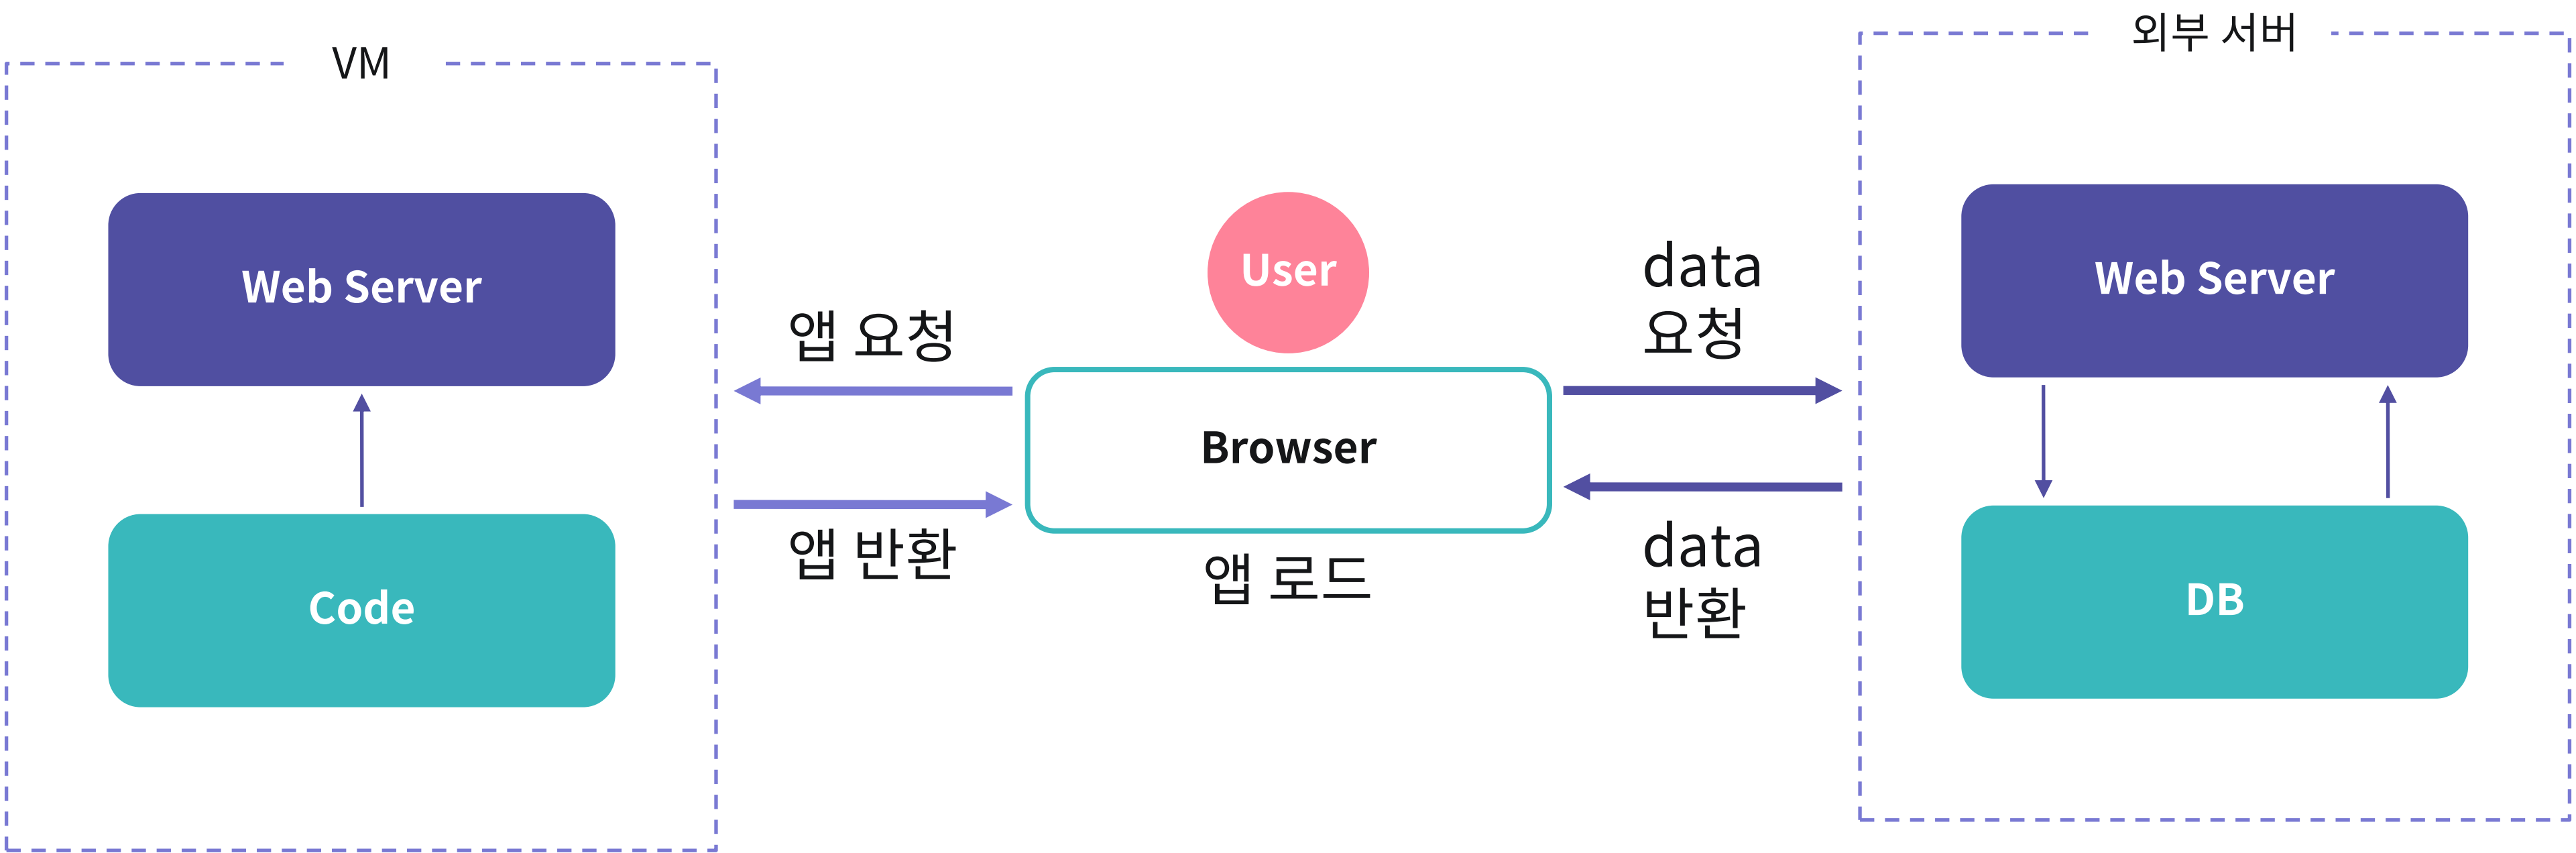 VM
Web Server
Code
앱 요청
앱 반환
User
Browser
앱 로드
data
요청
data
반환
외부 서버
Web Server
DB